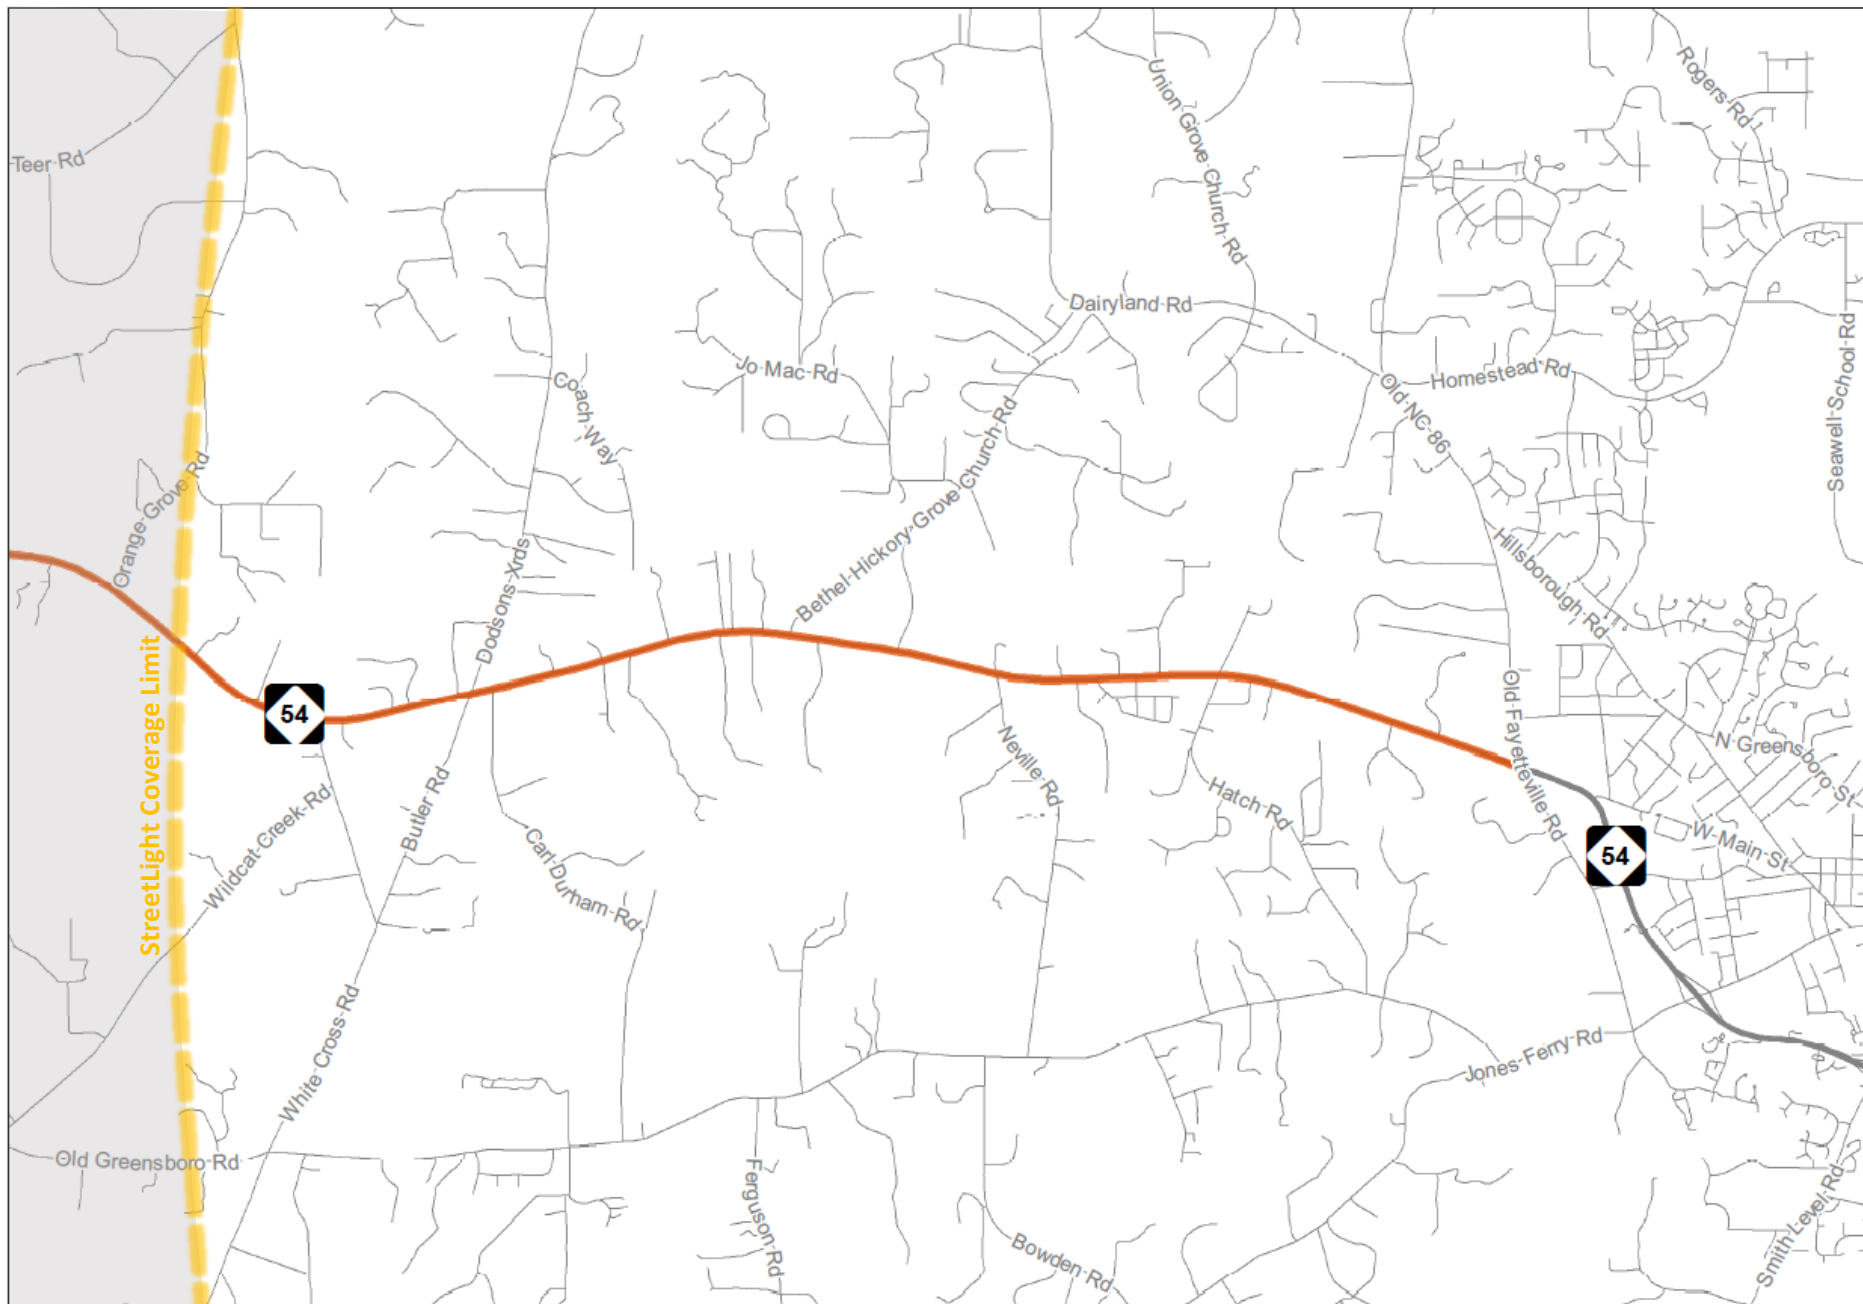 Rogers Rd
Union Grove Church Rd
Teer Rd
Dairyland Rd
Seawell-School-Rd
Jo Mac Rd
Homestead Rd
Coach Way
Old NC 86
Orange Grove Rd
Bethel-Hickory-Grove Church-Rd
Hillsborough Rd
Dodsons-Xrds
StreetLight Coverage Limit
54
Old-Fayetteville-Rd
N Greensboro St
Neville Rd
Butler Rd
Wildcat-Creek-Rd
Hatch Rd
W-Main St
54
Carl-Durham-Rd
White-Cross-Rd
Jones-Ferry-Rd
Old Greensboro-Rd
Ferguson-Rd
Smith Level-Rd
Bowden Rd